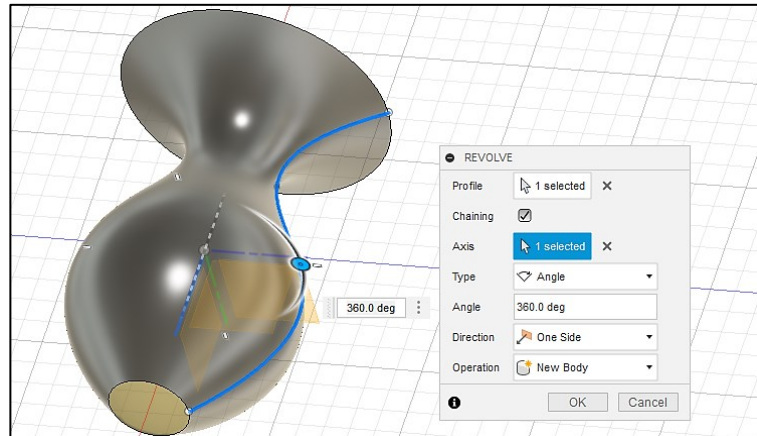 REVOLVE
Profile 1 selected
Chaining
Axis 1 selected
Type Angle
360.0 deg
Angle 360.0 deg
Direction One Side
Operation New Body
OK Cancel